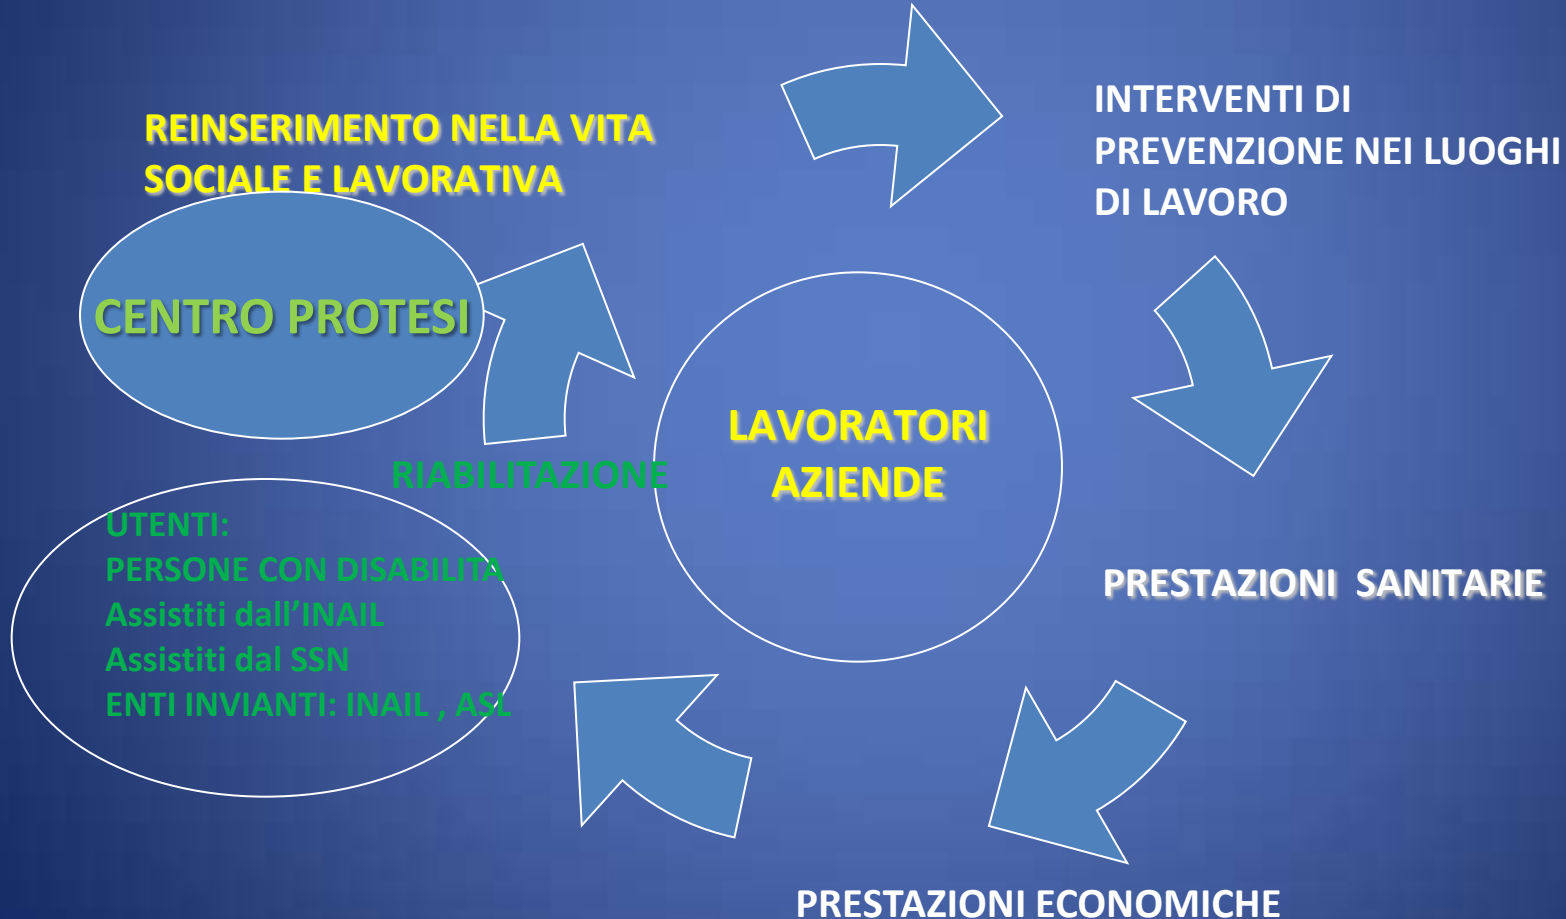 REINSERIMENTO NELLA VITA
SOCIALE E LAVORATIVA
INTERVENTI DI
PREVENZIONE NEI LUOGHI
DI LAVORO
CENTRO PROTESI
LAVORATORI
AZIENDE
RIABILITAZIONE
UTENTI:
PERSONE CON DISABILITA
Assistiti dall’INAIL
Assistiti dal SSN
ENTI INVIANTI: INAIL , ASL
PRESTAZIONI  SANITARIE
PRESTAZIONI ECONOMICHE